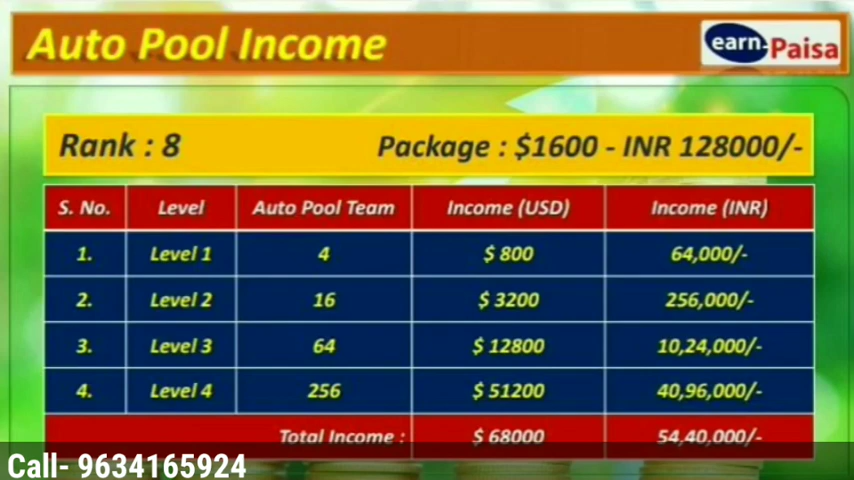 Auto Pool Income
earn-Paisa
Rank : 8 Package : $1600 - INR 128000/-
S. No. Level Auto Pool Team Income (USD) Income (INR)
1. Level 1 4 $ 800 64,000/-
2. Level 2 16 $ 3200 256,000/-
3. Level 3 64 $ 12800 10,24,000/-
4. Level 4 256 $ 51200 40,96,000/-
Total Income : $ 68000 54,40,000/-
Call- 9634165924